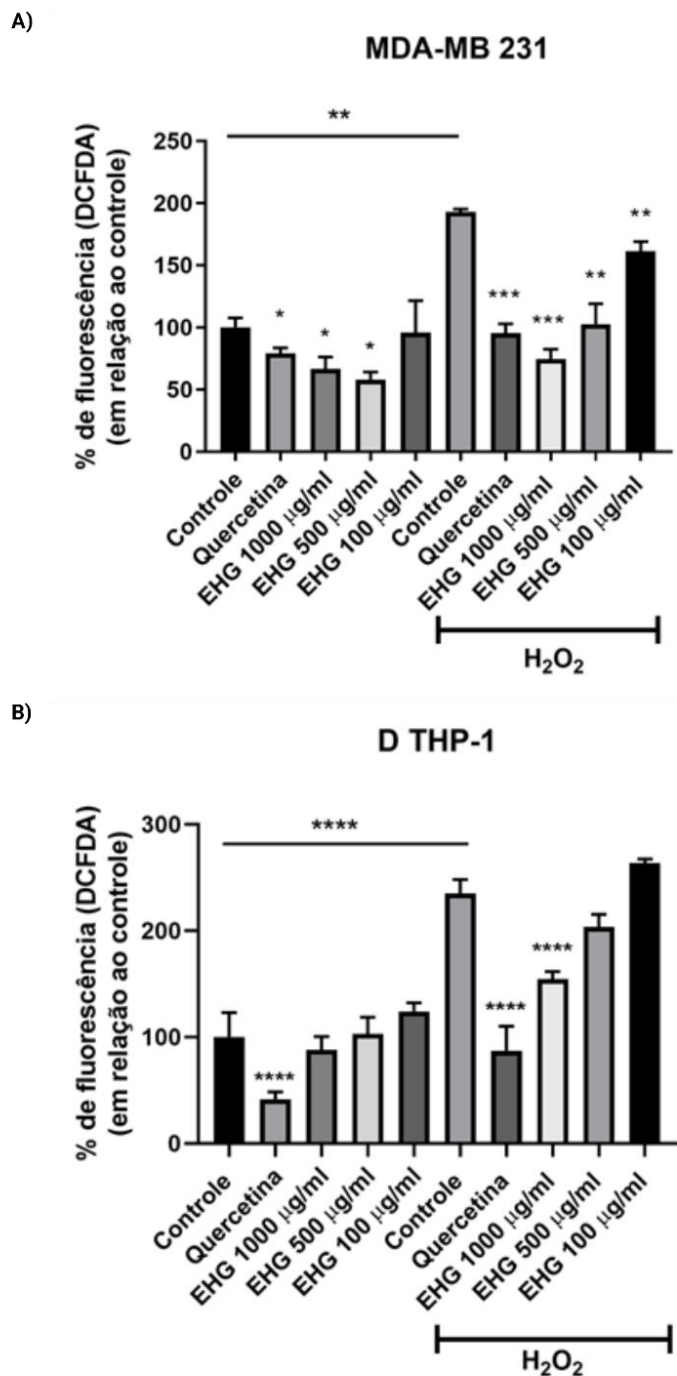 A)
MDA-MB 231
% de fluorescência (DCFDA)
(em relação ao controle)
250
200
150
100
50
0
**
*
*
*
***
***
**
**
Controle
Quercetina
EHG 1000 μg/ml
EHG 500 μg/ml
EHG 100 μg/ml
Controle
Quercetina
EHG 1000 μg/ml
EHG 500 μg/ml
EHG 100 μg/ml
H₂O₂
B)
D THP-1
% de fluorescência (DCFDA)
(em relação ao controle)
300
200
100
0
****
****
****
****
Controle
Quercetina
EHG 1000 μg/ml
EHG 500 μg/ml
EHG 100 μg/ml
Controle
Quercetina
EHG 1000 μg/ml
EHG 500 μg/ml
EHG 100 μg/ml
H₂O₂